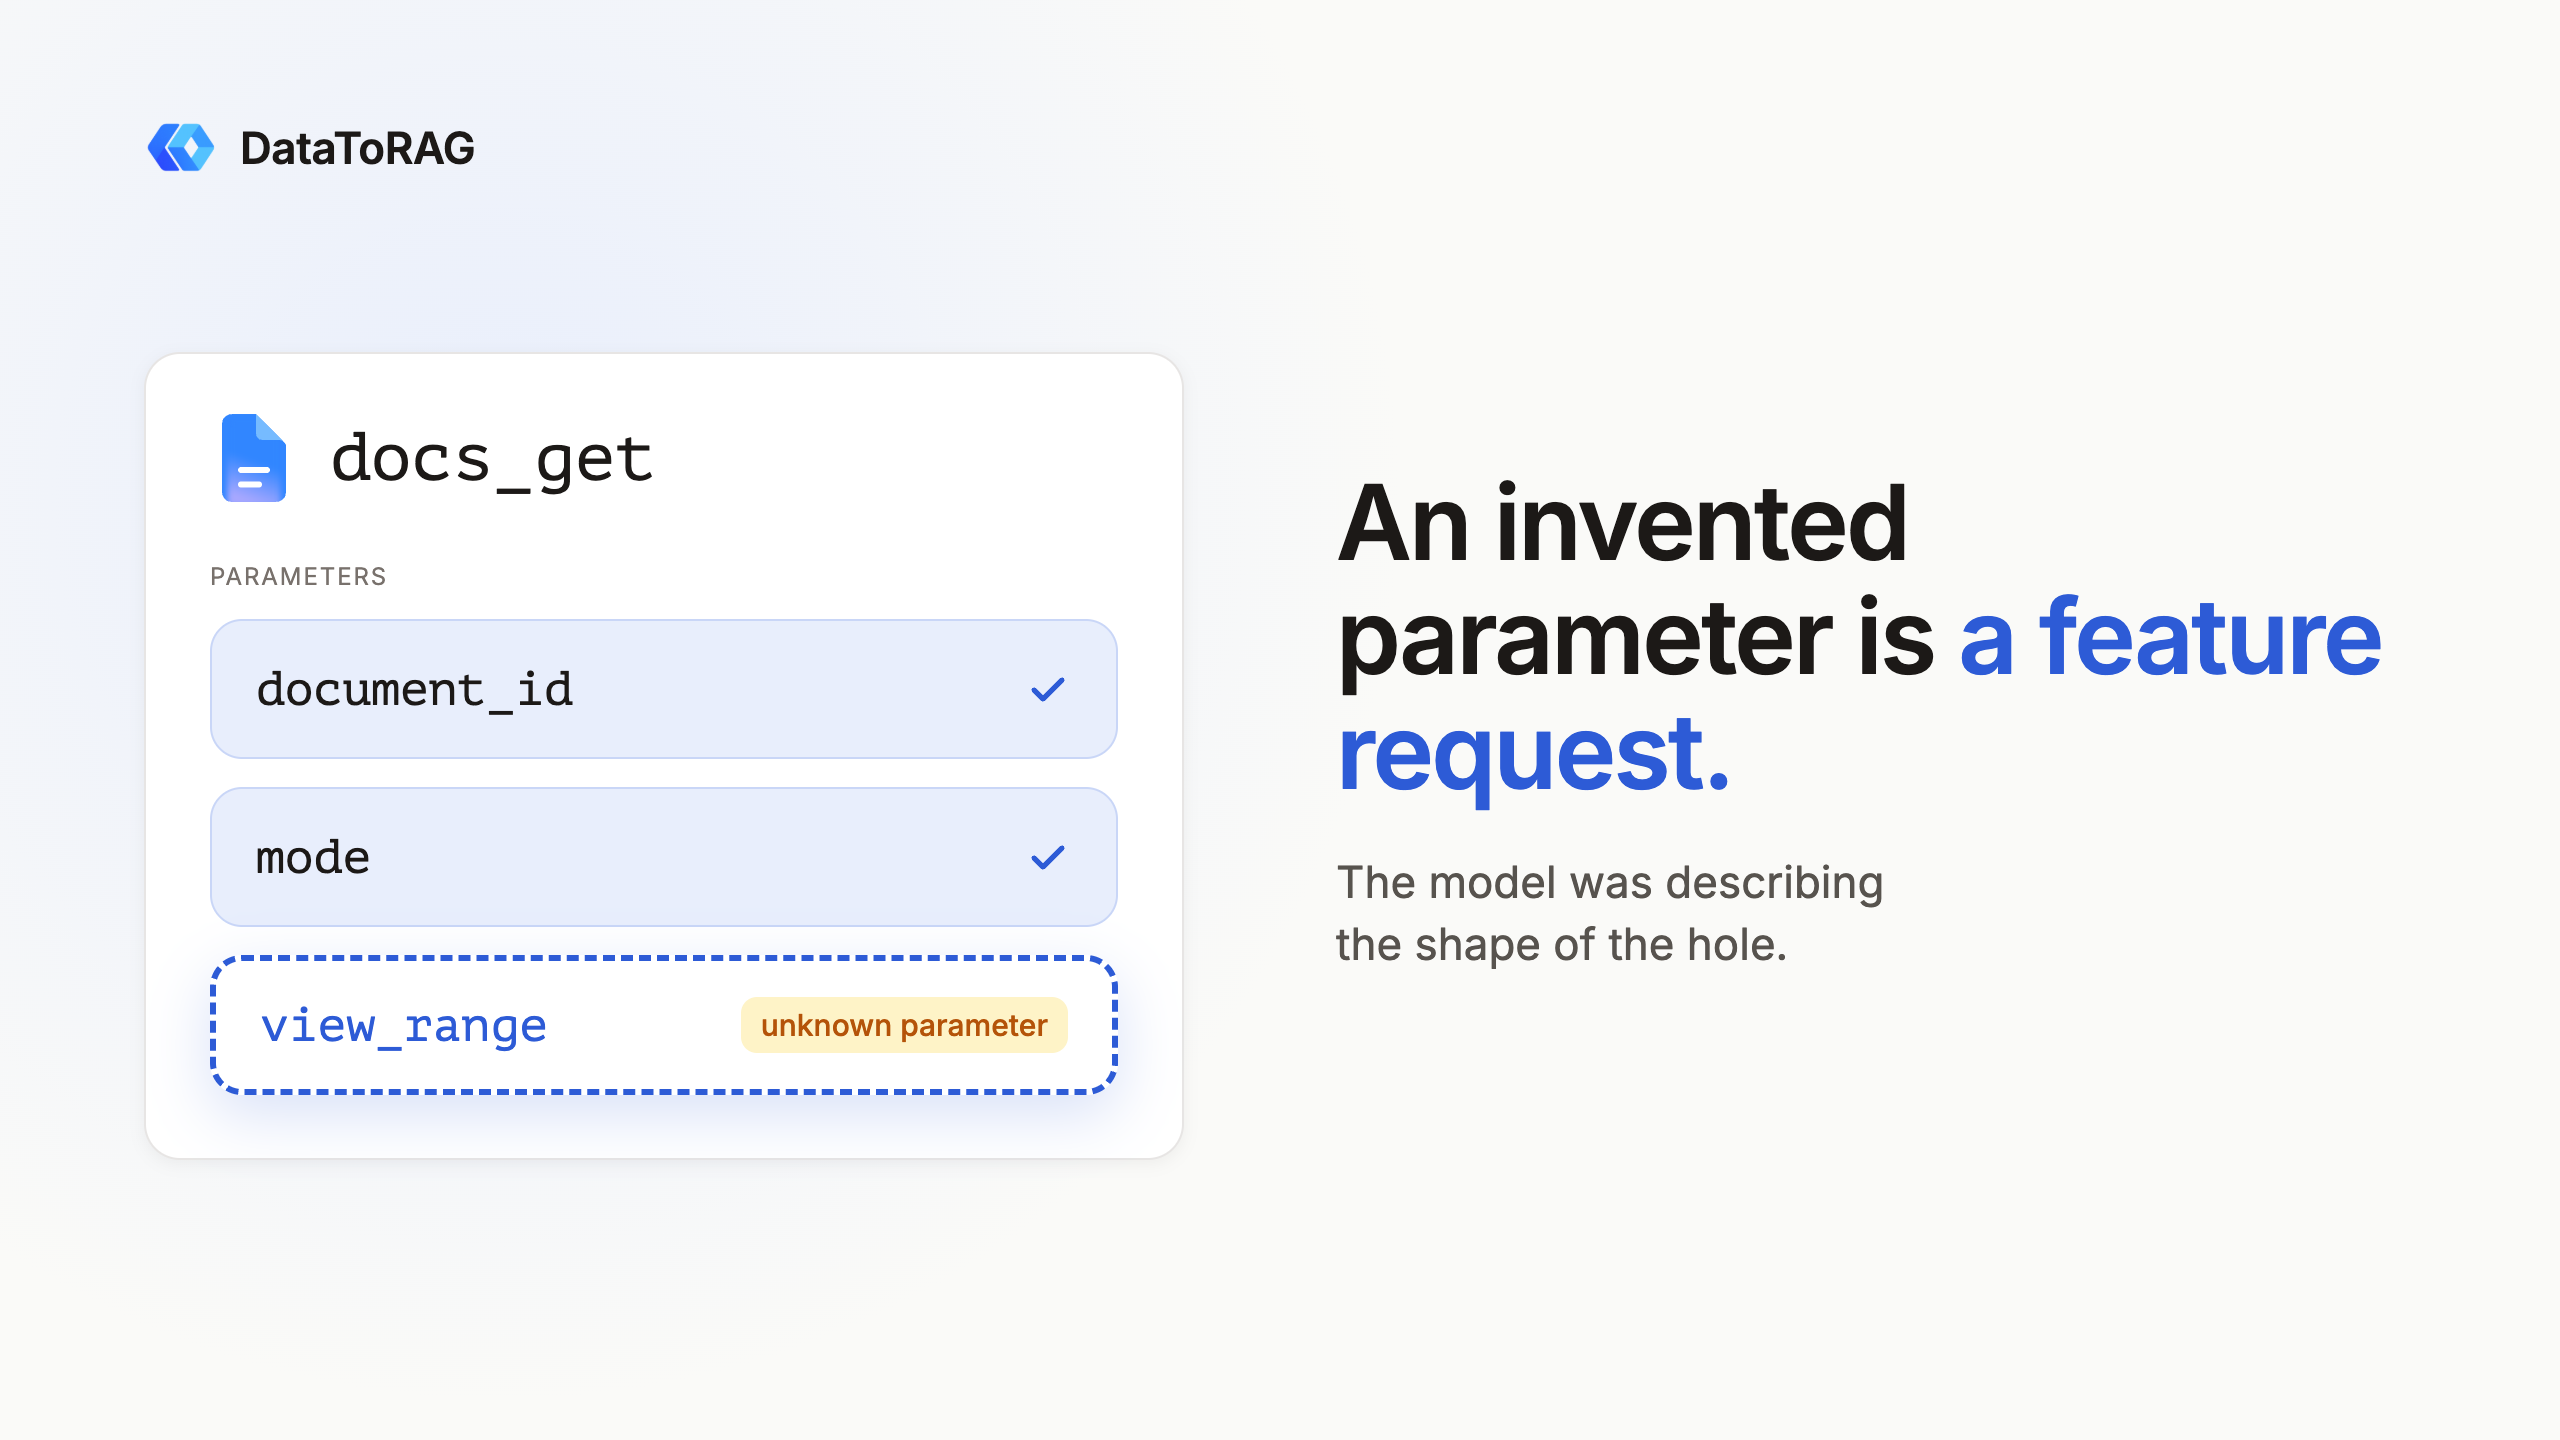 DataToRAG
docs_get
PARAMETERS
document_id
mode
view_range
unknown parameter
An invented
parameter is a feature
request.
The model was describing
the shape of the hole.